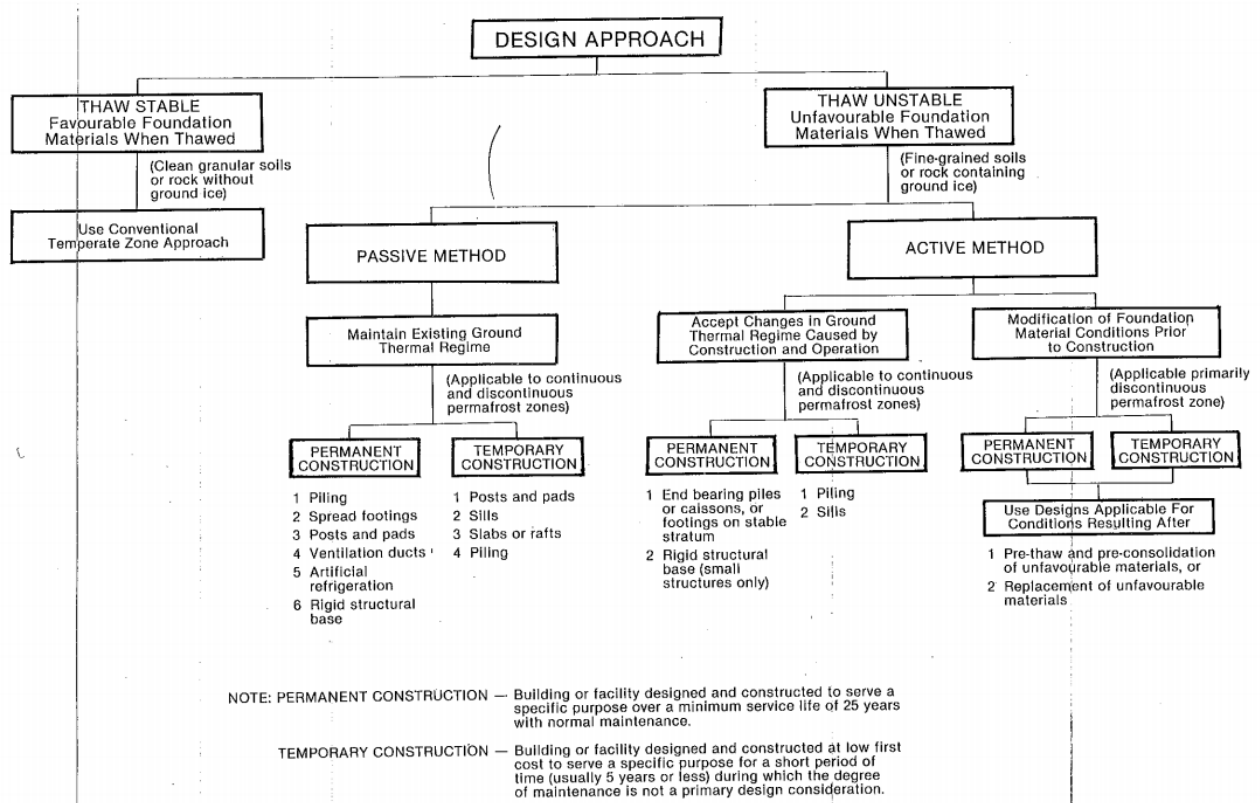 DESIGN APPROACH
THAW STABLE
Favourable Foundation
Materials When Thawed
(Clean granular soils
or rock without
ground ice)
Use Conventional
Temperate Zone Approach
THAW UNSTABLE
Unfavourable Foundation
Materials When Thawed
(Fine-grained soils
or rock containing
ground ice)
PASSIVE METHOD
Maintain Existing Ground
Thermal Regime
(Applicable to continuous
and discontinuous
permafrost zones)
PERMANENT
CONSTRUCTION
1 Piling
2 Spread footings
3 Posts and pads
4 Ventilation ducts
5 Artificial
refrigeration
6 Rigid structural
base
TEMPORARY
CONSTRUCTION
1 Posts and pads
2 Sills
3 Slabs or rafts
4 Piling
ACTIVE METHOD
Accept Changes in Ground
Thermal Regime Caused by
Construction and Operation
(Applicable to continuous
and discontinuous
permafrost zones)
PERMANENT
CONSTRUCTION
1 End bearing piles
or caissons, or
footings on stable
stratum
2 Rigid structural
base (small
structures only)
TEMPORARY
CONSTRUCTION
1 Piling
2 Sills
Modification of Foundation
Material Conditions Prior
to Construction
(Applicable primarily
discontinuous
permafrost zone)
PERMANENT
CONSTRUCTION
TEMPORARY
CONSTRUCTION
Use Designs Applicable For
Conditions Resulting After
1 Pre-thaw and pre-consolidation
of unfavourable materials, or
2 Replacement of unfavourable
materials
NOTE: PERMANENT CONSTRUCTION — Building or facility designed and constructed to serve a
specific purpose over a minimum service life of 25 years
with normal maintenance.
TEMPORARY CONSTRUCTION — Building or facility designed and constructed at low first
cost to serve a specific purpose for a short period of
time (usually 5 years or less) during which the degree
of maintenance is not a primary design consideration.